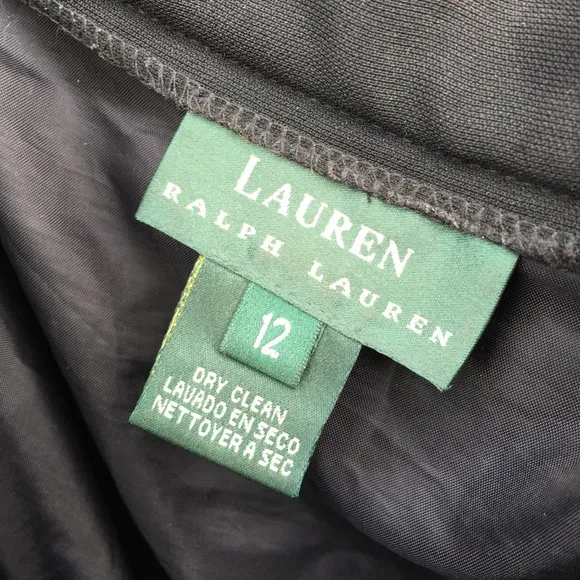 LAUREN
RALPH LAUREN
12
DRY CLEAN
LAVADO EN SECO
NETTOYER A SEC